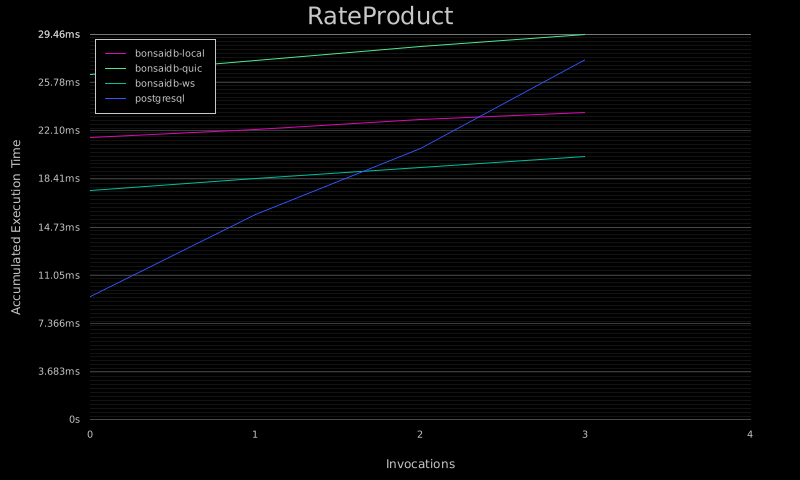 RateProduct
29.46ms
25.78ms
22.10ms
18.41ms
14.73ms
11.05ms
7.366ms
3.683ms
0s
bonsaidb-local
bonsaidb-quic
bonsaidb-ws
postgresql
Accumulated Execution Time
0 1 2 3 4
Invocations